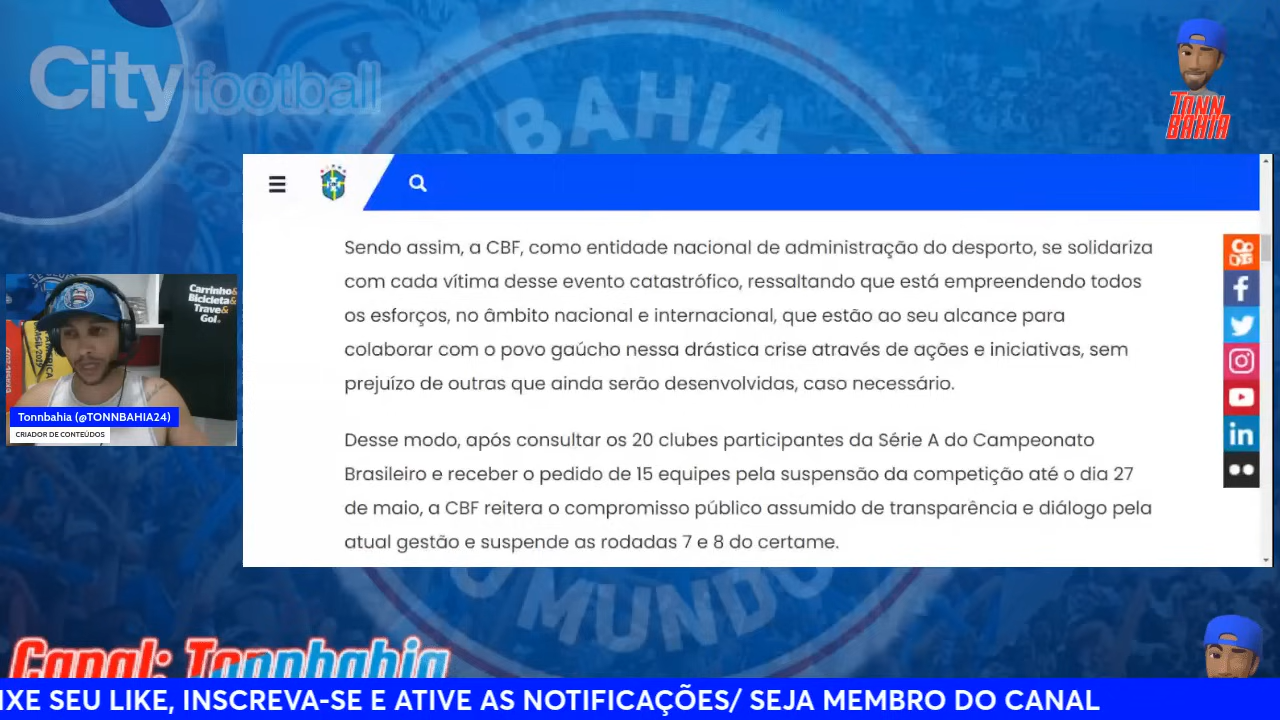 City football
BAHIA
TONN
BAHIA
Sendo assim, a CBF, como entidade nacional de administração do desporto, se solidariza
com cada vítima desse evento catastrófico, ressaltando que está empreendendo todos
os esforços, no âmbito nacional e internacional, que estão ao seu alcance para
colaborar com o povo gaúcho nessa drástica crise através de ações e iniciativas, sem
prejuízo de outras que ainda serão desenvolvidas, caso necessário.
Desse modo, após consultar os 20 clubes participantes da Série A do Campeonato
Brasileiro e receber o pedido de 15 equipes pela suspensão da competição até o dia 27
de maio, a CBF reitera o compromisso público assumido de transparência e diálogo pela
atual gestão e suspende as rodadas 7 e 8 do certame.
Carrinho&
Bicicleta&
Trave&
Gol.
Tonnbahia (@TONNBAHIA24)
CRIADOR DE CONTEÚDOS
O MUNDO
Canal: Tonnbahia
IXE SEU LIKE, INSCREVA-SE E ATIVE AS NOTIFICAÇÕES/ SEJA MEMBRO DO CANAL